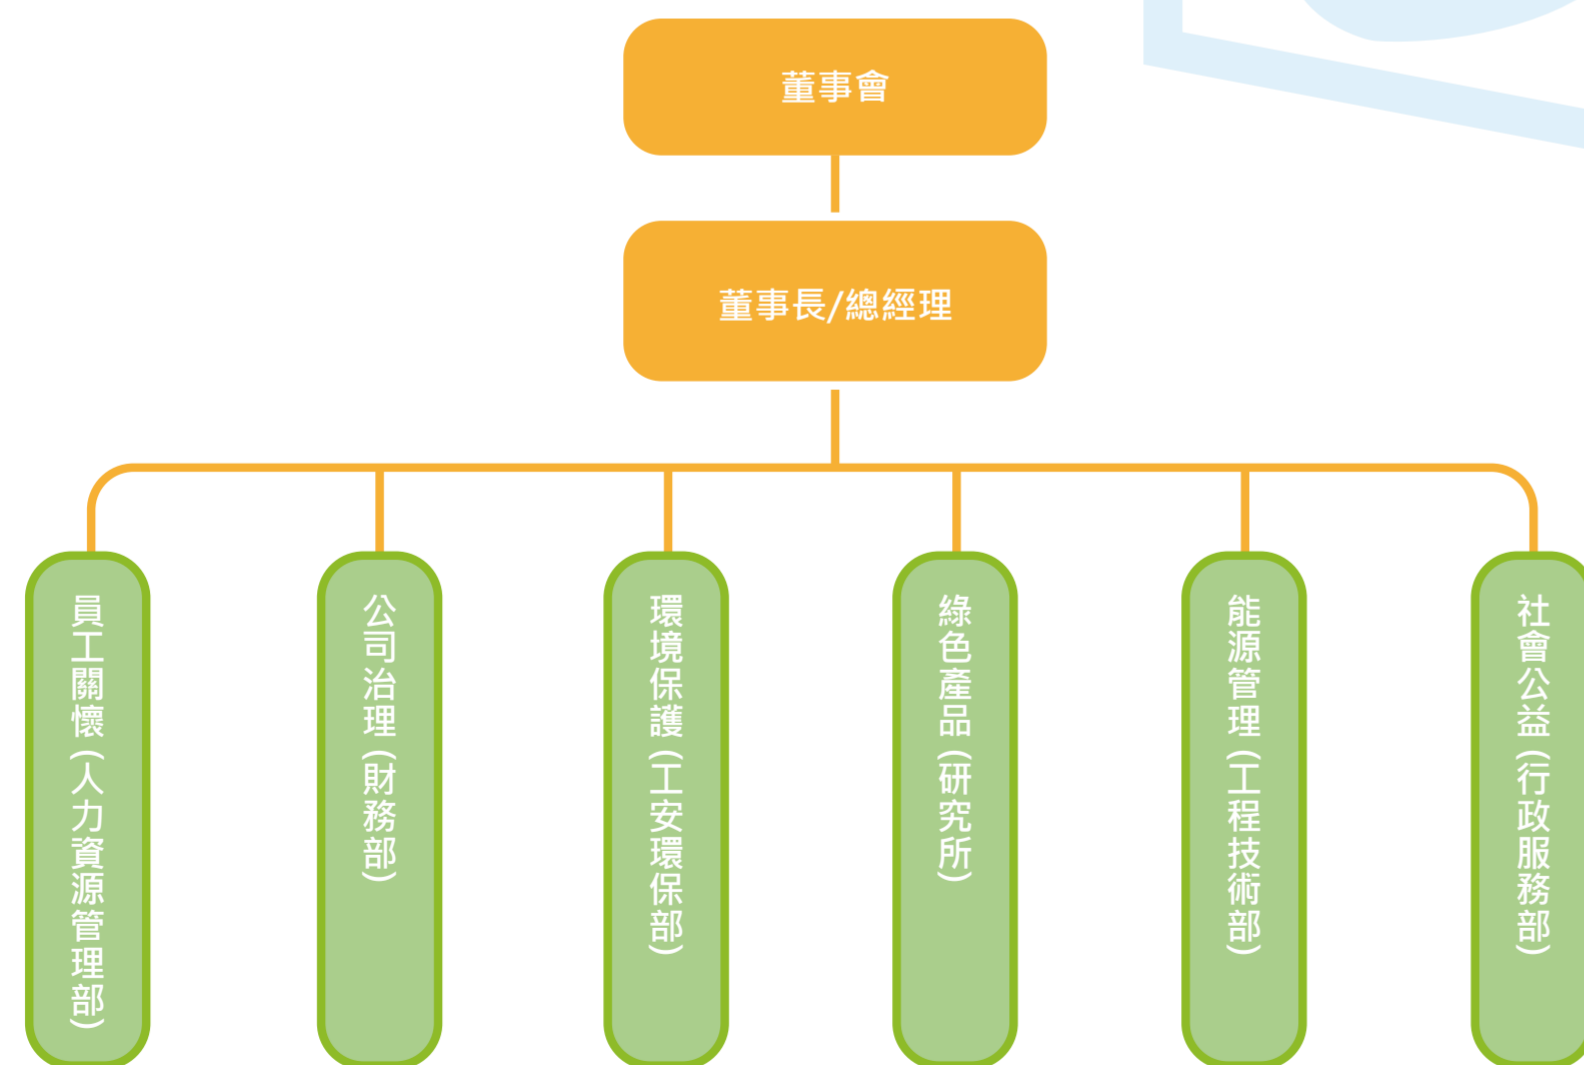 董事會
董事長/總經理
員工關懷(人力資源管理部)
公司治理(財務部)
環境保護(工安環保部)
綠色產品(研究所)
能源管理(工程技術部)
社會公益(行政服務部)